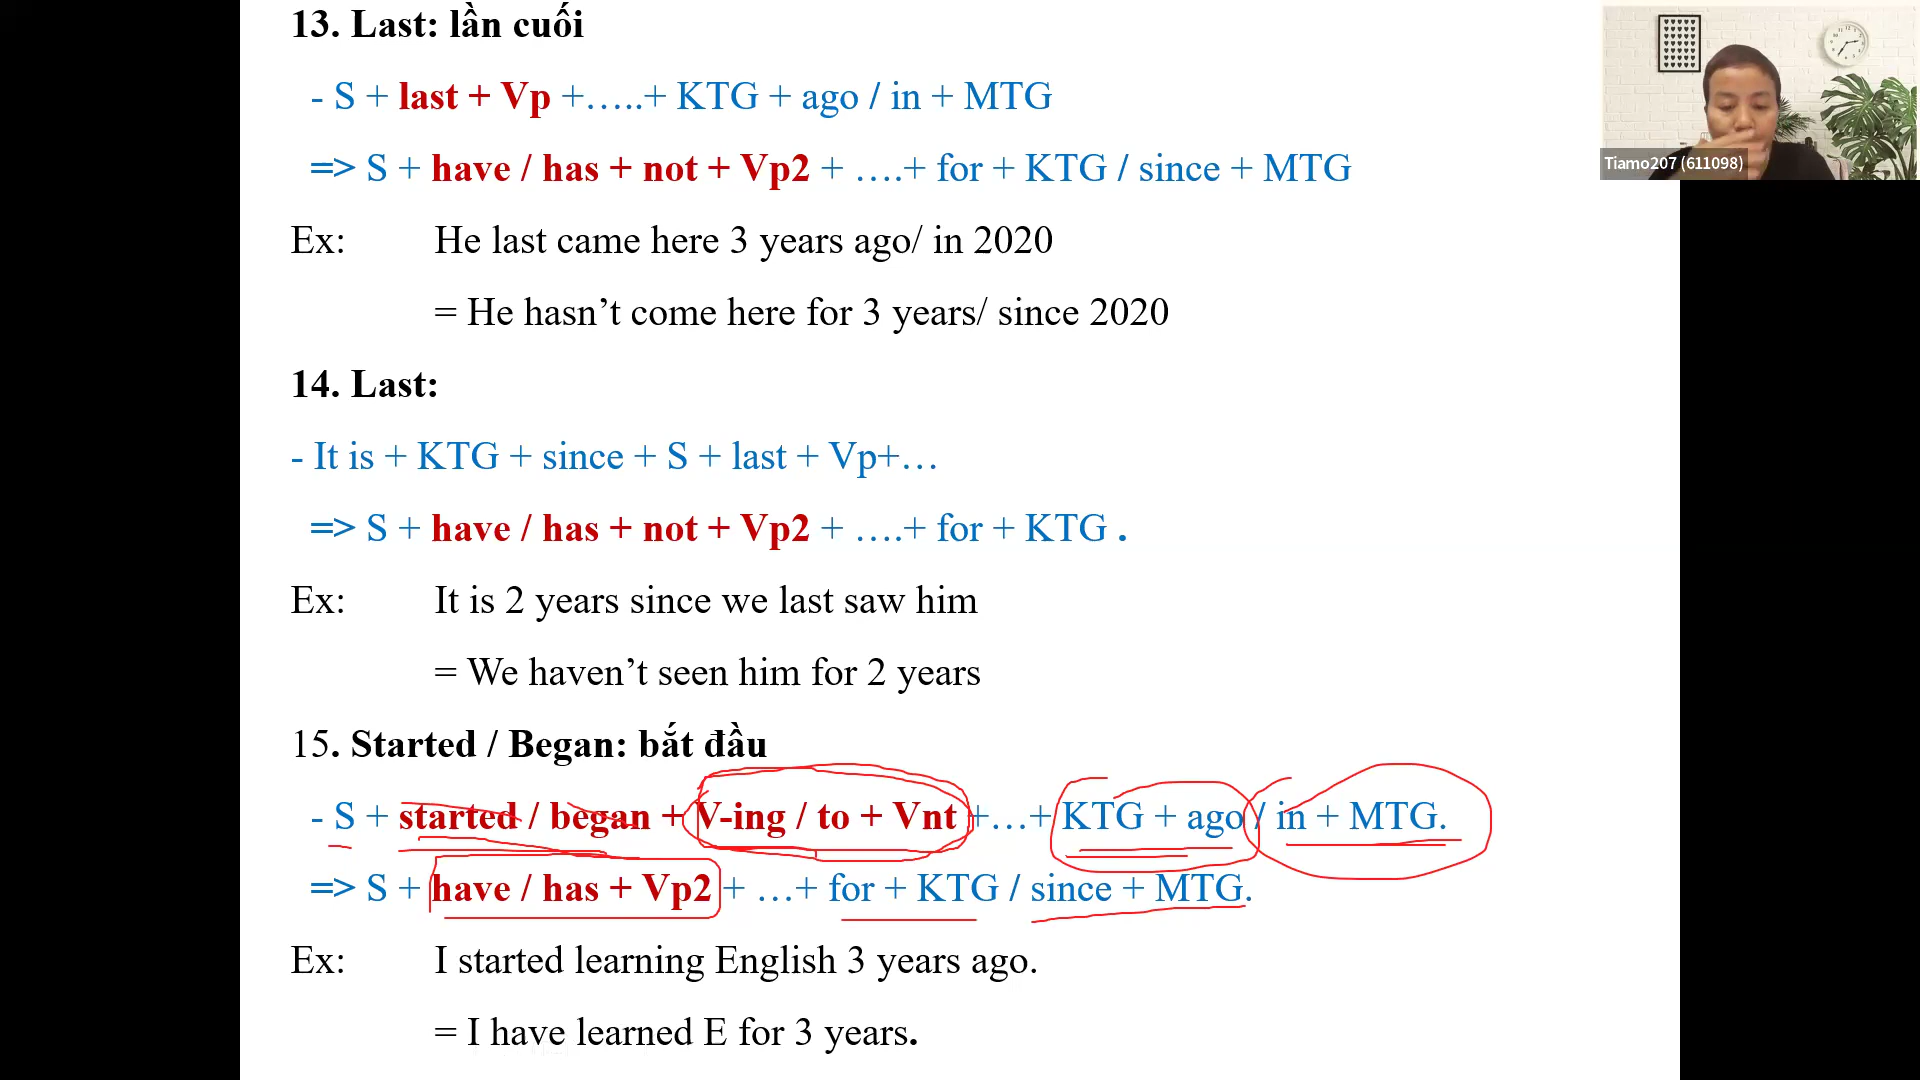 13. Last: lần cuối
- S + last + Vp +…..+ KTG + ago / in + MTG
=> S + have / has + not + Vp2 + ….+ for + KTG / since + MTG
Ex: He last came here 3 years ago/ in 2020
= He hasn’t come here for 3 years/ since 2020
14. Last:
- It is + KTG + since + S + last + Vp+…
=> S + have / has + not + Vp2 + ….+ for + KTG .
Ex: It is 2 years since we last saw him
= We haven’t seen him for 2 years
15. Started / Began: bắt đầu
- S + started / began + V-ing / to + Vnt +…+ KTG + ago / in + MTG.
=> S + have / has + Vp2 + …+ for + KTG / since + MTG.
Ex: I started learning English 3 years ago.
= I have learned E for 3 years.
Tiamo207 (611098)